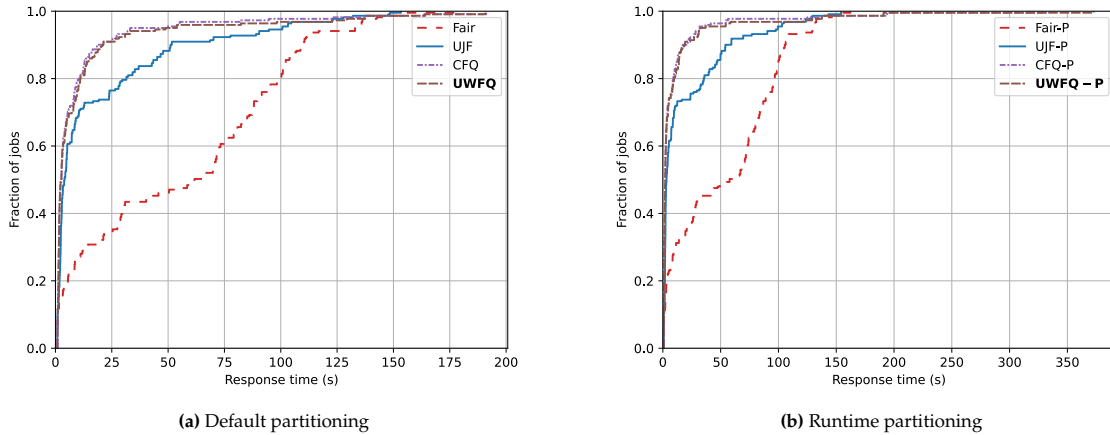 1.0
0.8
0.6
0.4
0.2
0.0
Fraction of jobs
Fair
UJF
CFQ
UWFQ
0 25 50 75 100 125 150 175 200
Response time (s)
(a) Default partitioning
1.0
0.8
0.6
0.4
0.2
0.0
Fraction of jobs
Fair-P
UJF-P
CFQ-P
UWFQ – P
0 50 100 150 200 250 300 350
Response time (s)
(b) Runtime partitioning